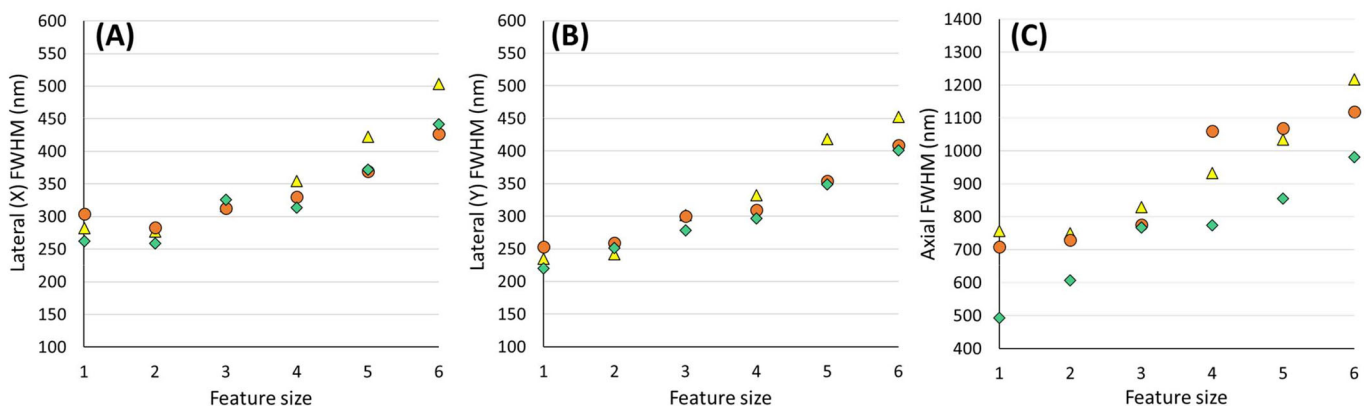 (A)
Lateral (X) FWHM (nm)
600
550
500
450
400
350
300
250
200
150
100
1 2 3 4 5 6
Feature size
(B)
Lateral (Y) FWHM (nm)
600
550
500
450
400
350
300
250
200
150
100
1 2 3 4 5 6
Feature size
(C)
Axial FWHM (nm)
1400
1300
1200
1100
1000
900
800
700
600
500
400
1 2 3 4 5 6
Feature size